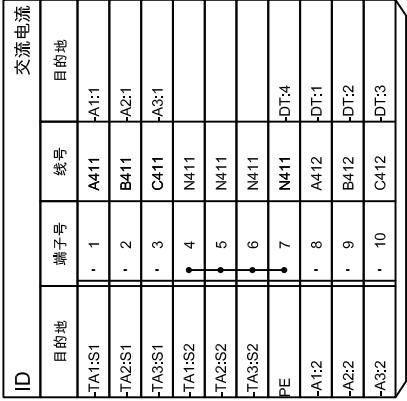 ID 交流电流
目的地 端子号 线号 目的地
-TA1:S1 - 1 A411 -A1:1
-TA2:S1 - 2 B411 -A2:1
-TA3:S1 - 3 C411 -A3:1
-TA1:S2 4 N411
-TA2:S2 5 N411
-TA3:S2 6 N411
PE 7 N411 -DT:4
-A1:2 - 8 A412 -DT:1
-A2:2 - 9 B412 -DT:2
-A3:2 - 10 C412 -DT:3